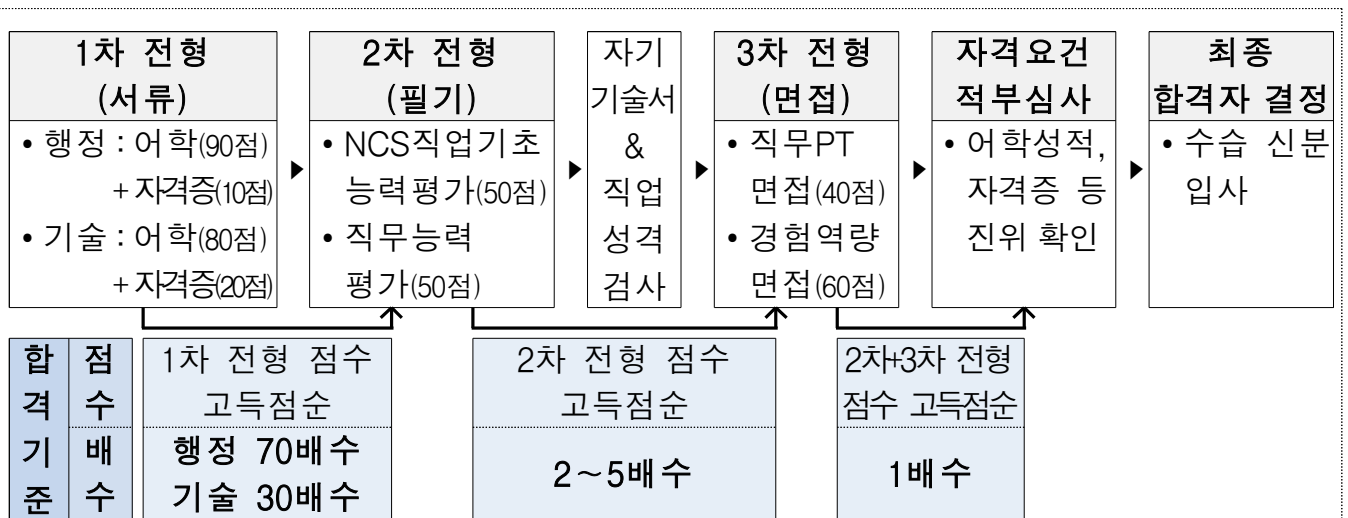 1차 전형
(서류)
• 행정 : 어학(90점)
+ 자격증(10점)
• 기술 : 어학(80점)
+ 자격증(20점)
▶
2차 전형
(필기)
• NCS직업기초
능력평가(50점)
• 직무능력
평가(50점)
▶
자기
기술서
&
직업
성격
검사
▶
3차 전형
(면접)
• 직무PT
면접(40점)
• 경험역량
면접(60점)
▶
자격요건
적부심사
• 어학성적,
자격증 등
진위 확인
▶
최종
합격자 결정
• 수습 신분
입사
합격기준
점수
1차 전형 점수
고득점순
2차 전형 점수
고득점순
2차+3차 전형
점수 고득점순
배수
행정 70배수
기술 30배수
2~5배수
1배수